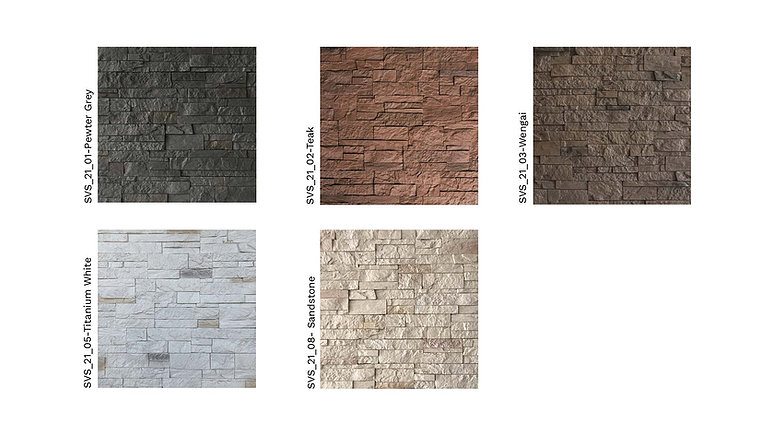 SVS_21_01-Pewter Grey
SVS_21_02-Teak
SVS_21_03-Wengai
SVS_21_05-Titanium White
SVS_21_08- Sandstone